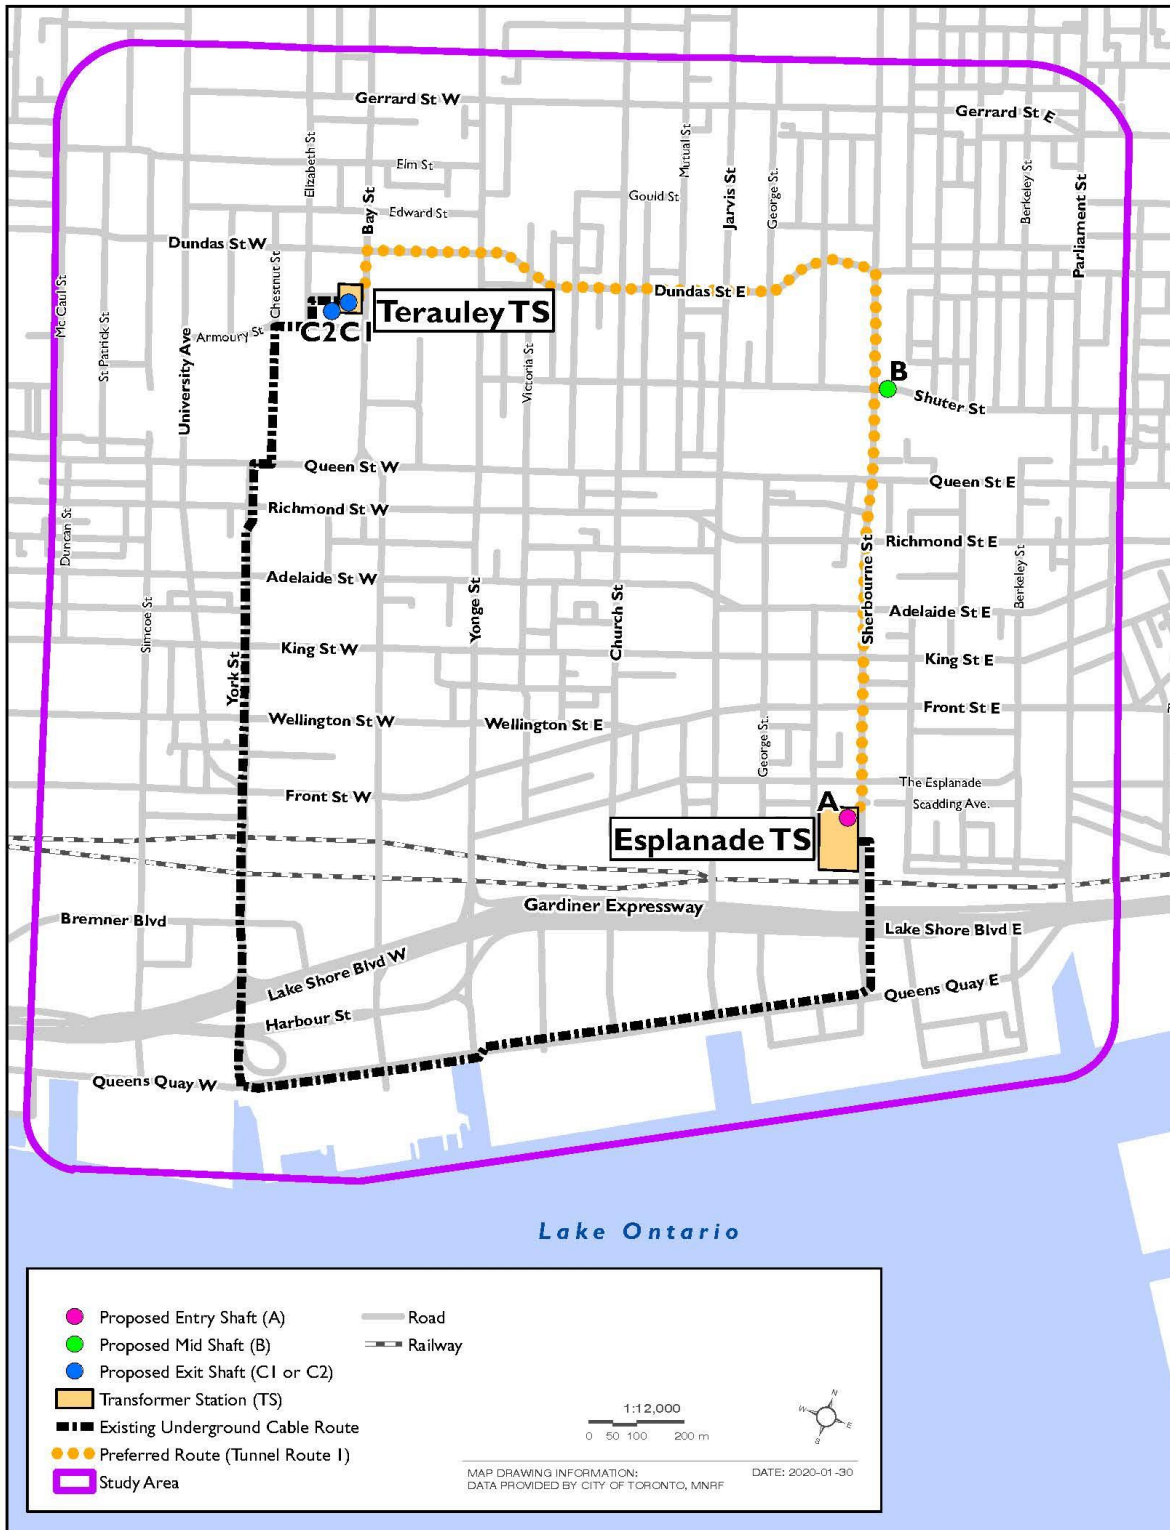 Gerrard St W
Gerrard St E
Elizabeth St
Elm St
Mutual St
Bay St
Edward St
Gould St
Jarvis St
George St.
Berkeley St
Parliament St
Dundas St W
Chestnut St
Mc Caul St
Dundas St E
Terauley TS
C2C1
St Patrick St
University Ave
Armoury St
Victoria St
B
Shuter St
Queen St W
Queen St E
Richmond St W
Duncan St
Richmond St E
Sherbourne St
Berkeley St
Adelaide St W
Adelaide St E
Simcoe St
Yonge St
Church St
King St W
King St E
York St
Wellington St W
Wellington St E
George St.
Front St E
Front St W
The Esplanade
Scadding Ave.
A
Esplanade TS
Gardiner Expressway
Bremner Blvd
Lake Shore Blvd E
Lake Shore Blvd W
Queens Quay E
Harbour St
Queens Quay W
Lake Ontario
Proposed Entry Shaft (A)
Proposed Mid Shaft (B)
Proposed Exit Shaft (C1 or C2)
Transformer Station (TS)
Existing Underground Cable Route
Preferred Route (Tunnel Route 1)
Study Area
Road
Railway
1:12,000
0 50 100 200 m
N
W
E
S
MAP DRAWING INFORMATION:
DATA PROVIDED BY CITY OF TORONTO, MNRF
DATE: 2020-01-30